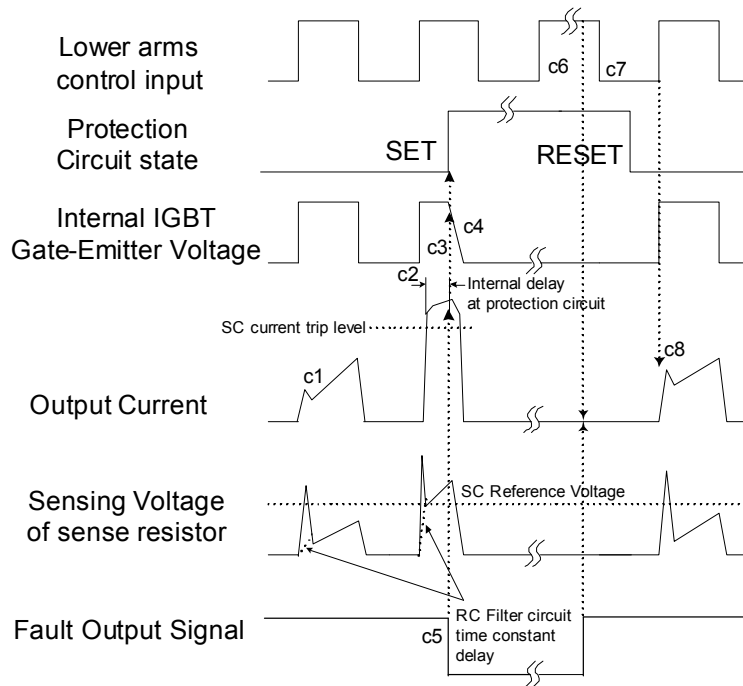 Lower arms
control input
c6
c7
Protection
Circuit state
SET
RESET
Internal IGBT
Gate-Emitter Voltage
c4
c3
c2
Internal delay
at protection circuit
SC current trip level
c1
c8
Output Current
Sensing Voltage
of sense resistor
SC Reference Voltage
Fault Output Signal
c5
RC Filter circuit
time constant
delay